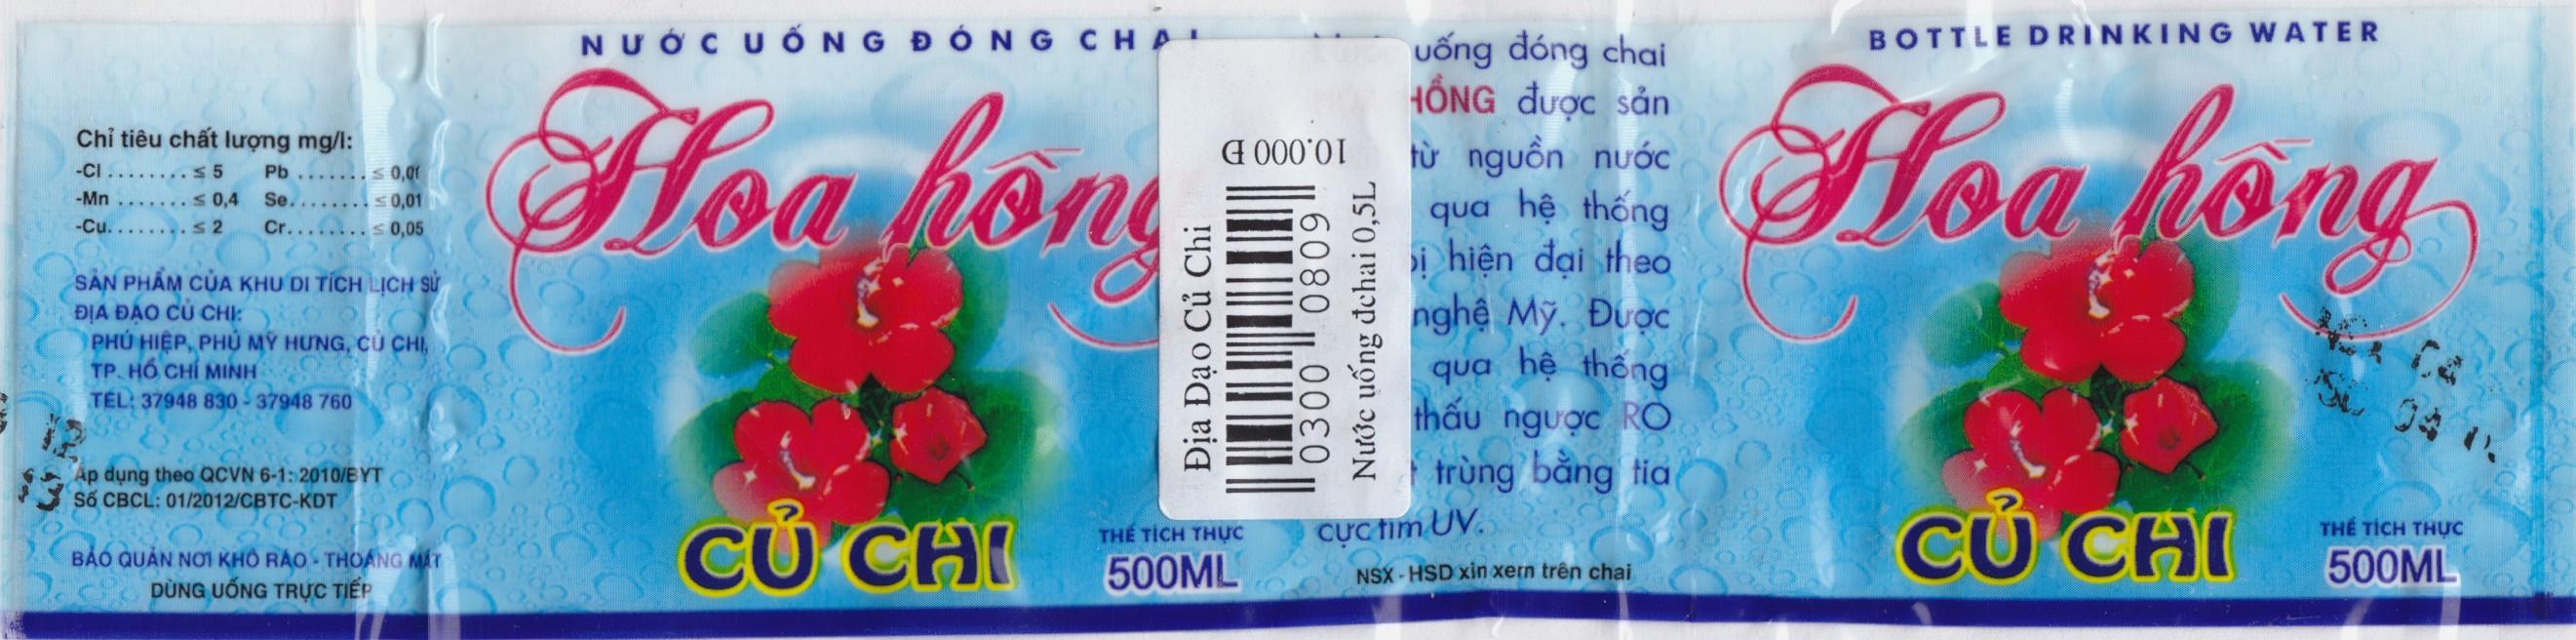 Chỉ tiêu chất lượng mg/l:
-Cl ........ ≤ 5 Pb ....... ≤ 0,01
-Mn ....... ≤ 0,4 Se........ ≤ 0,01
-Cu........ ≤ 2 Cr........ ≤ 0,05
SẢN PHẨM CỦA KHU DI TÍCH LỊCH SỬ
ĐỊA ĐẠO CỦ CHI:
PHÚ HIỆP, PHÚ MỸ HƯNG, CỦ CHI,
TP. HỒ CHÍ MINH
TEL: 37948 830 - 37948 760
Áp dụng theo QCVN 6-1: 2010/BYT
Số CBCL: 01/2012/CBTC-KDT
BẢO QUẢN NƠI KHÔ RÁO - THOÁNG MÁT
DÙNG UỐNG TRỰC TIẾP
NƯỚC UỐNG ĐÓNG CHAI
Hoa hồng
CỦ CHI
THỂ TÍCH THỰC
500ML
Địa Đạo Củ Chi
0300 0809
Nước uống đchai 0,5L
10.000 Đ
uống đóng chai
HỒNG được sản
từ nguồn nước
qua hệ thống
bị hiện đại theo
nghệ Mỹ. Được
qua hệ thống
thấu ngược RO
trùng bằng tia
cực tím UV.
NSX - HSD xin xem trên chai
BOTTLE DRINKING WATER
Hoa hồng
CỦ CHI
THỂ TÍCH THỰC
500ML